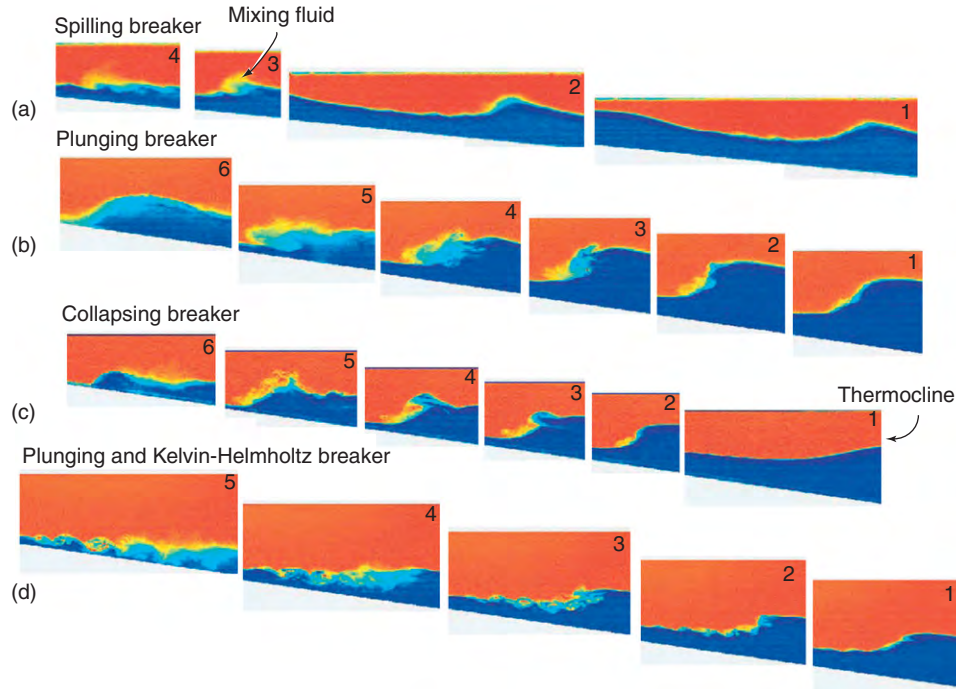 Spilling breaker
Mixing fluid
4 3 2 1
(a)
Plunging breaker
6 5 4 3 2 1
(b)
Collapsing breaker
6 5 4 3 2 1
Thermocline
(c)
Plunging and Kelvin-Helmholtz breaker
5 4 3 2 1
(d)